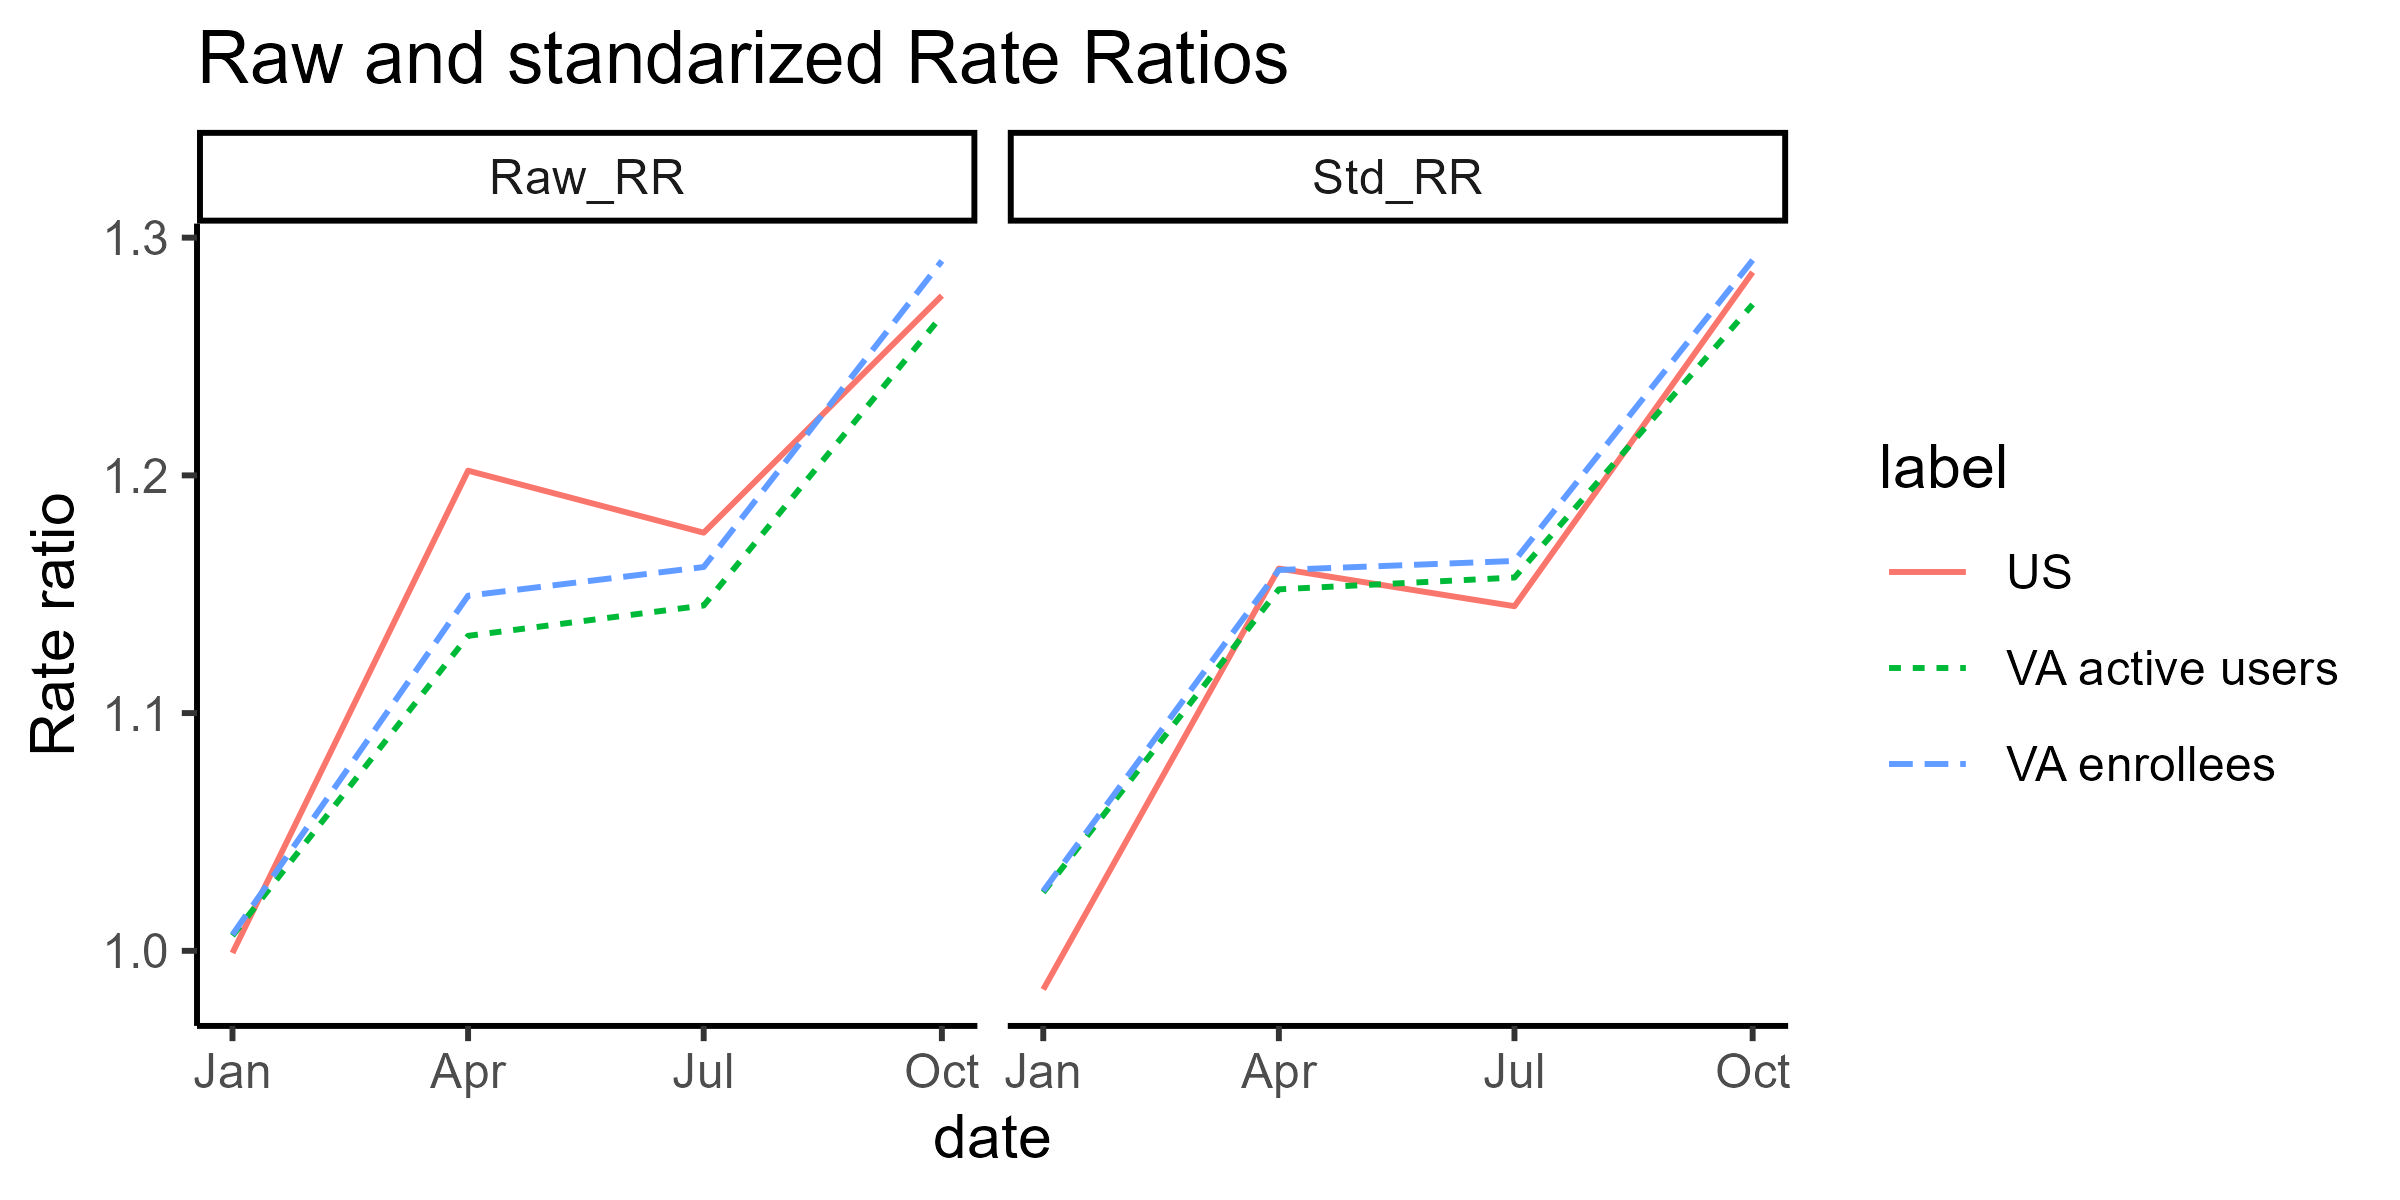 Raw and standarized Rate Ratios
Raw_RR
Std_RR
Rate ratio
1.3
1.2
1.1
1.0
Jan Apr Jul Oct
Jan Apr Jul Oct
date
label
US
VA active users
VA enrollees